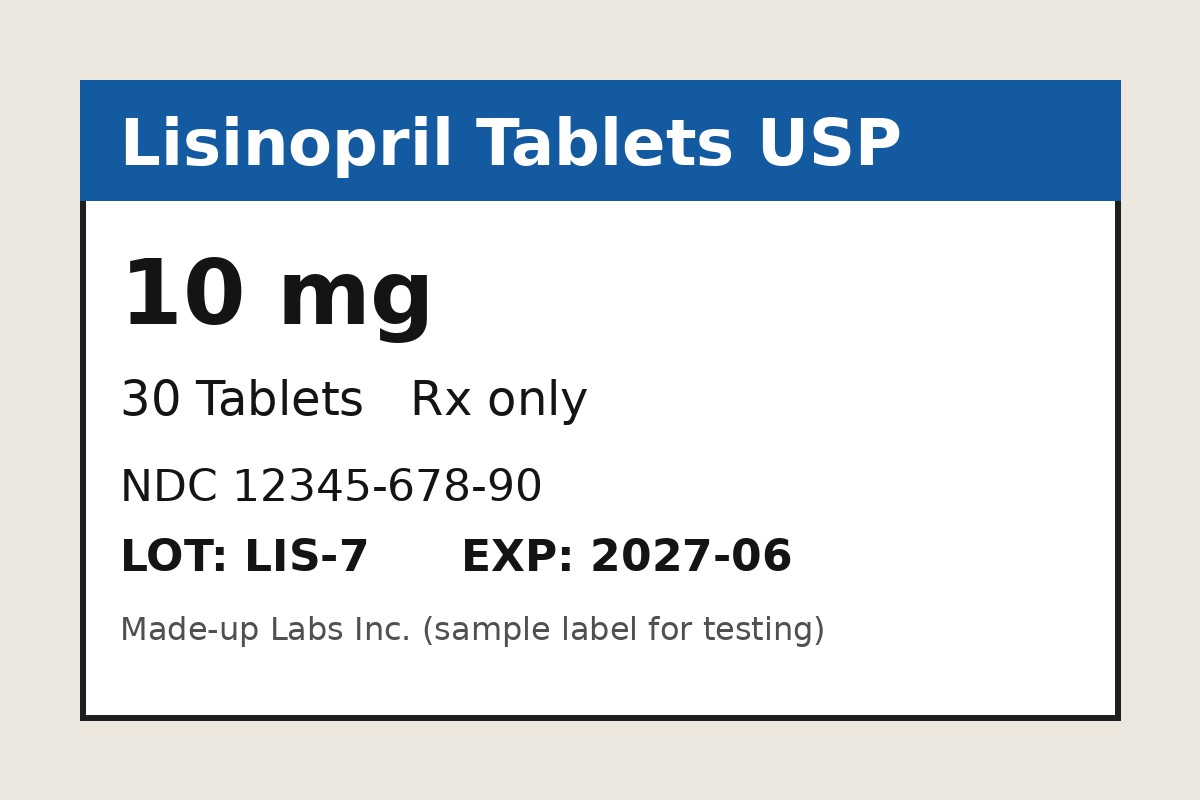 Lisinopril Tablets USP
10 mg
30 Tablets   Rx only
NDC 12345-678-90
LOT: LIS-7      EXP: 2027-06
Made-up Labs Inc. (sample label for testing)